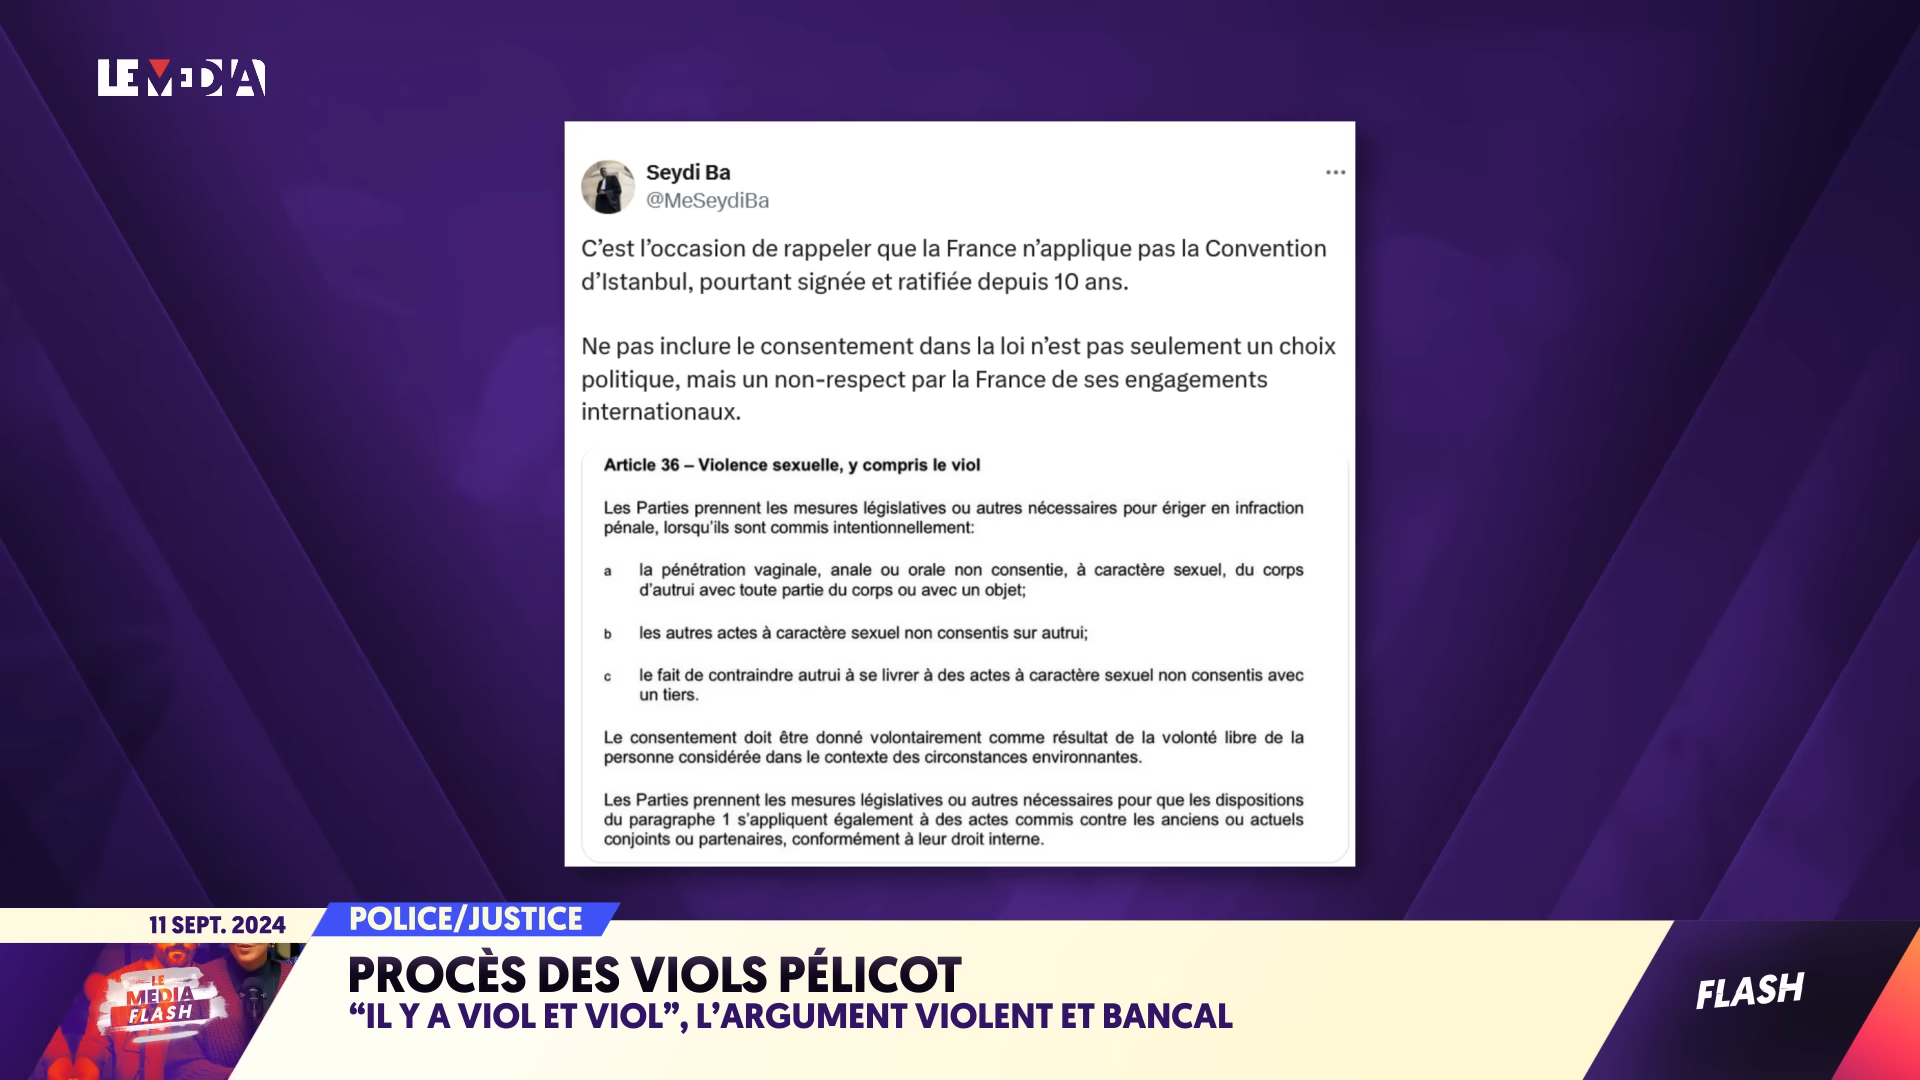 LE MEDIA
Seydi Ba
@MeSeydiBa
C’est l’occasion de rappeler que la France n’applique pas la Convention
d’Istanbul, pourtant signée et ratifiée depuis 10 ans.
Ne pas inclure le consentement dans la loi n’est pas seulement un choix
politique, mais un non-respect par la France de ses engagements
internationaux.
Article 36 – Violence sexuelle, y compris le viol
Les Parties prennent les mesures législatives ou autres nécessaires pour ériger en infraction
pénale, lorsqu’ils sont commis intentionnellement:
a la pénétration vaginale, anale ou orale non consentie, à caractère sexuel, du corps
d’autrui avec toute partie du corps ou avec un objet;
b les autres actes à caractère sexuel non consentis sur autrui;
c le fait de contraindre autrui à se livrer à des actes à caractère sexuel non consentis avec
un tiers.
Le consentement doit être donné volontairement comme résultat de la volonté libre de la
personne considérée dans le contexte des circonstances environnantes.
Les Parties prennent les mesures législatives ou autres nécessaires pour que les dispositions
du paragraphe 1 s’appliquent également à des actes commis contre les anciens ou actuels
conjoints ou partenaires, conformément à leur droit interne.
11 SEPT. 2024
POLICE/JUSTICE
PROCÈS DES VIOLS PÉLICOT
“IL Y A VIOL ET VIOL”, L’ARGUMENT VIOLENT ET BANCAL
LE
MEDIA
FLASH
FLASH